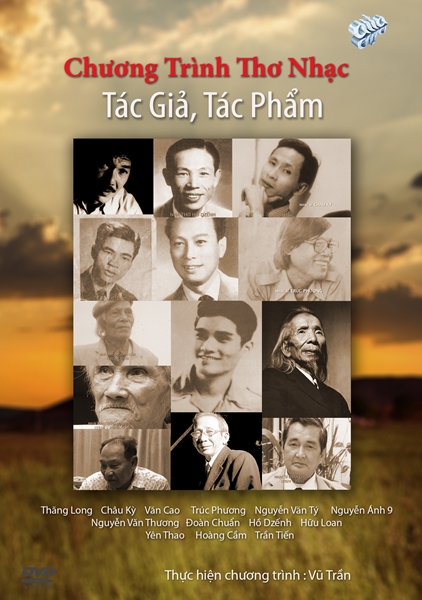 Chương Trình Thơ Nhạc
Tác Giả, Tác Phẩm
Thăng Long Châu Kỳ Văn Cao Trúc Phương Nguyễn Văn Tý Nguyễn Ánh 9
Nguyễn Văn Thương Đoàn Chuẩn Hồ Dzếnh Hữu Loan
Yên Thao Hoàng Cầm Trần Tiến
DVD
Thực hiện chương trình : Vũ Trần